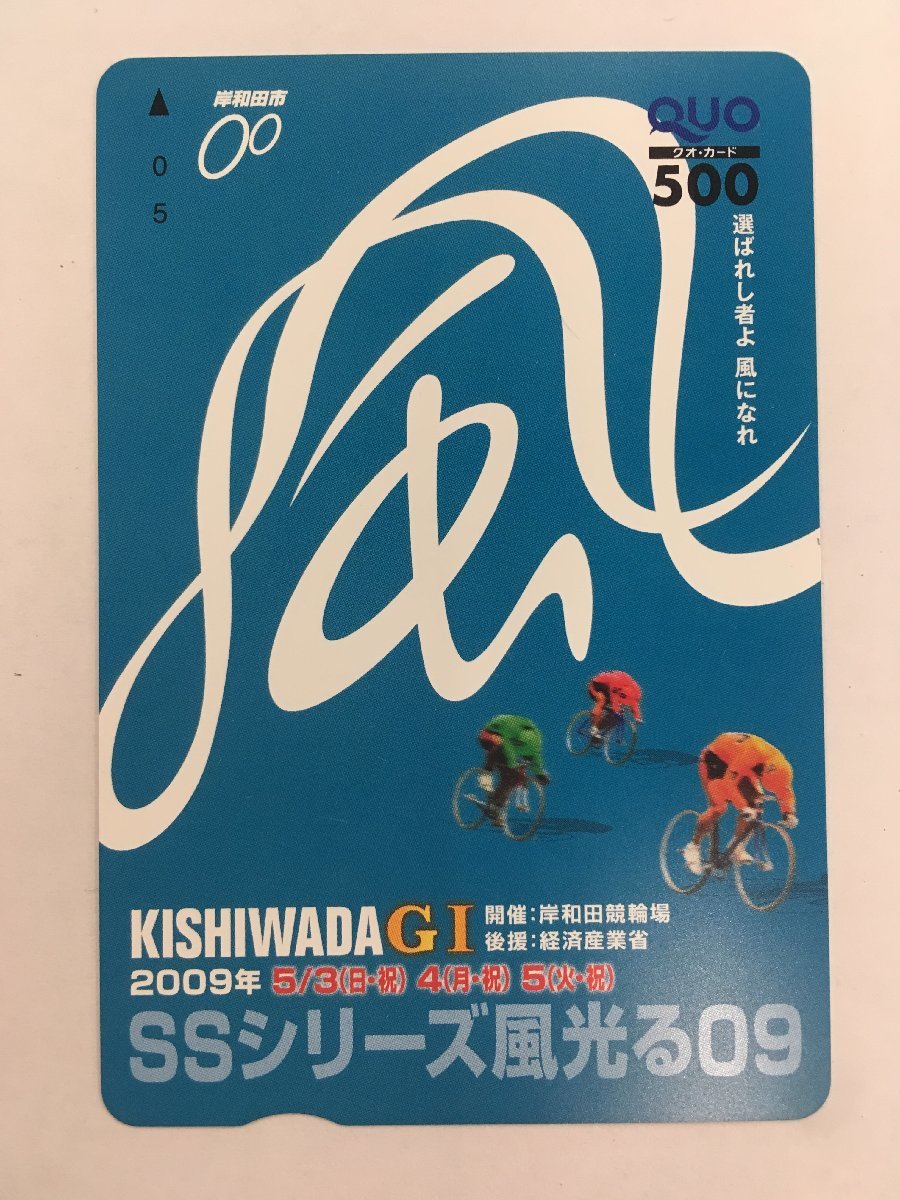 岸和田市
0
5
QUO
クオ・カード
500
選ばれし者よ 風になれ
風
KISHIWADA GI
開催:岸和田競輪場
後援:経済産業省
2009年 5/3(日・祝) 4(月・祝) 5(火・祝)
SSシリーズ風光る09